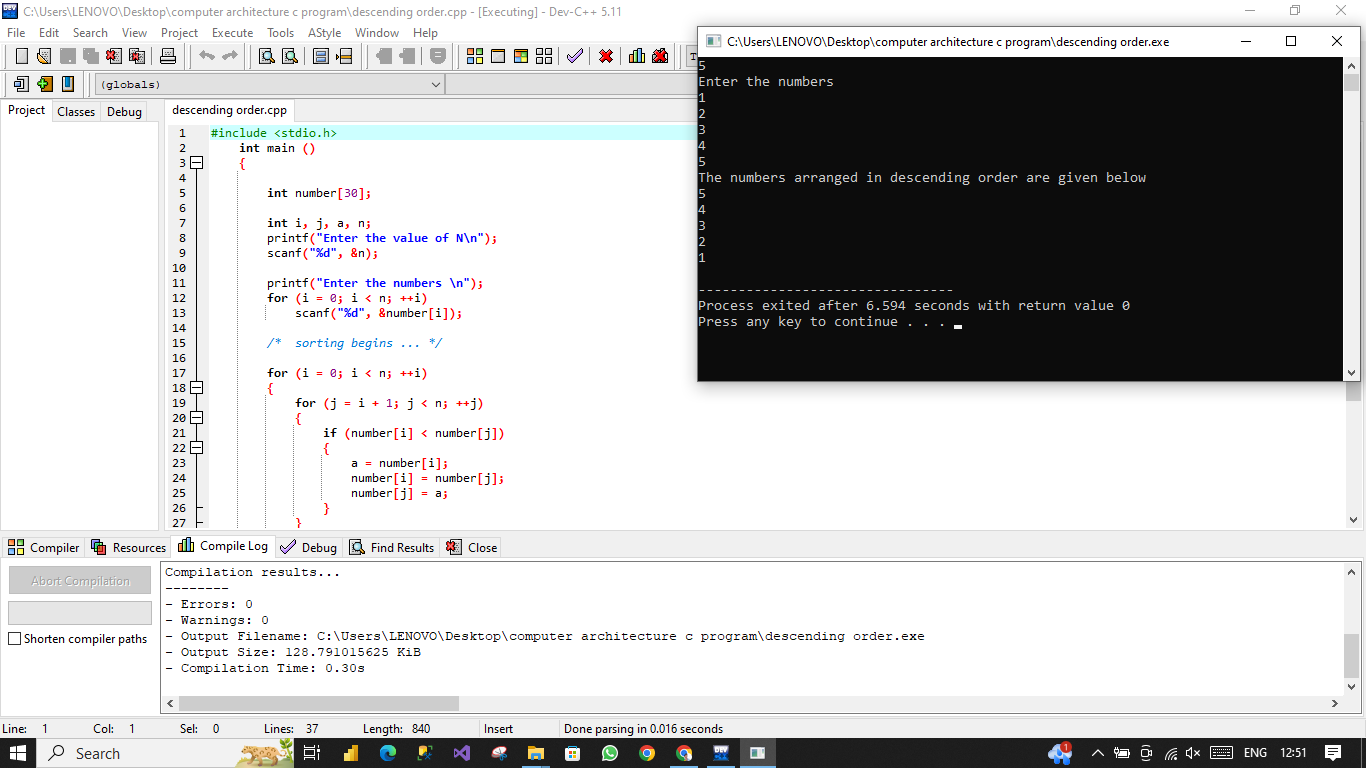 C:\Users\LENOVO\Desktop\computer architecture c program\descending order.cpp - [Executing] - Dev-C++ 5.11
File Edit Search View Project Execute Tools AStyle Window Help
(globals)
Project Classes Debug
descending order.cpp
1 #include <stdio.h>
2 int main ()
3 {
4
5 int number[30];
6
7 int i, j, a, n;
8 printf("Enter the value of N\n");
9 scanf("%d", &n);
10
11 printf("Enter the numbers \n");
12 for (i = 0; i < n; ++i)
13 scanf("%d", &number[i]);
14
15 /* sorting begins ... */
16
17 for (i = 0; i < n; ++i)
18 {
19 for (j = i + 1; j < n; ++j)
20 {
21 if (number[i] < number[j])
22 {
23 a = number[i];
24 number[i] = number[j];
25 number[j] = a;
26 }
27 }
C:\Users\LENOVO\Desktop\computer architecture c program\descending order.exe
5
Enter the numbers
1
2
3
4
5
The numbers arranged in descending order are given below
5
4
3
2
1
--------------------------------
Process exited after 6.594 seconds with return value 0
Press any key to continue . . .
Compiler Resources Compile Log Debug Find Results Close
Abort Compilation
Shorten compiler paths
Compilation results...
--------
- Errors: 0
- Warnings: 0
- Output Filename: C:\Users\LENOVO\Desktop\computer architecture c program\descending order.exe
- Output Size: 128.791015625 KiB
- Compilation Time: 0.30s
Line: 1 Col: 1 Sel: 0 Lines: 37 Length: 840 Insert Done parsing in 0.016 seconds
Search
1
ENG 12:51